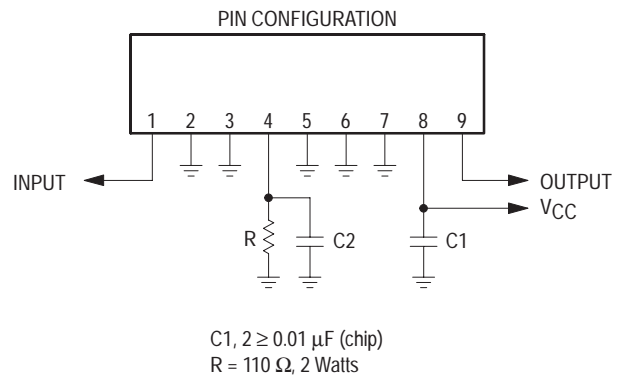 PIN CONFIGURATION
1 2 3 4 5 6 7 8 9
INPUT
OUTPUT
VCC
R
C2
C1
C1, 2 ≥ 0.01 μF (chip)
R = 110 Ω, 2 Watts